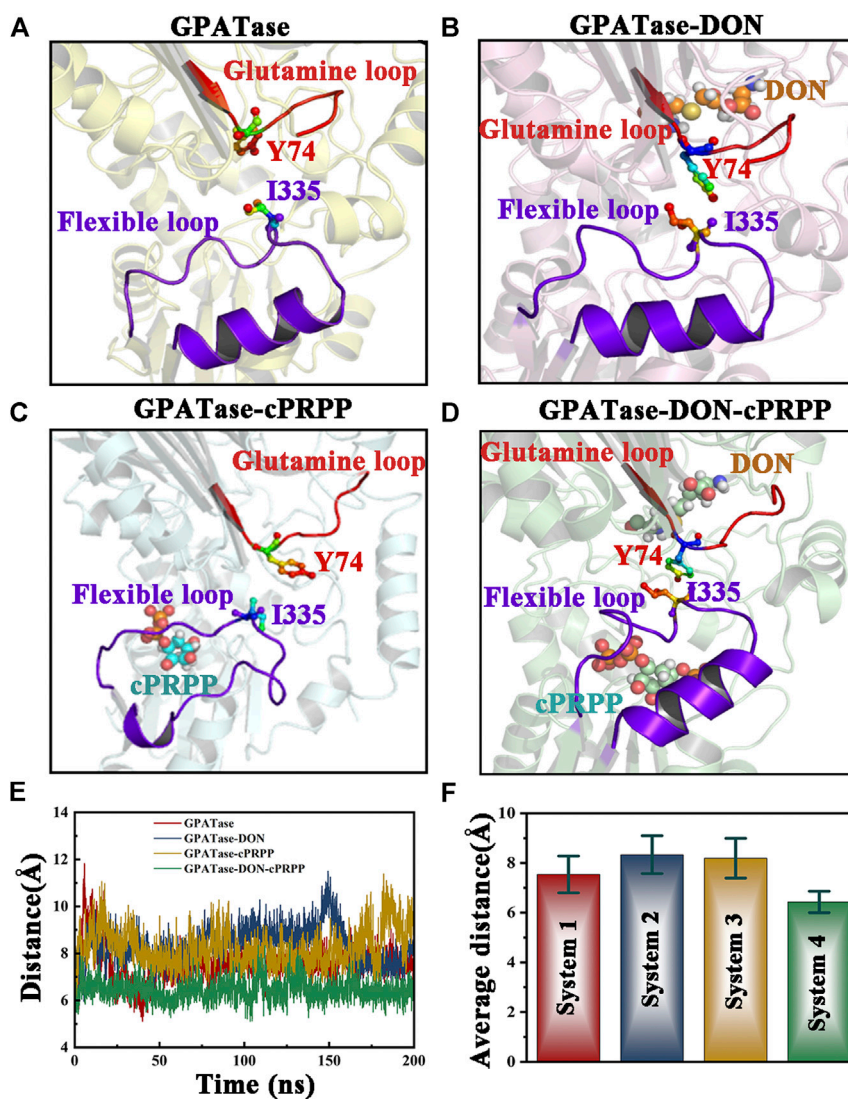 A GPATase
Glutamine loop
Y74
I335
Flexible loop
B GPATase-DON
DON
Glutamine loop
Y74
Flexible loop
I335
C GPATase-cPRPP
Glutamine loop
Y74
Flexible loop
I335
cPRPP
D GPATase-DON-cPRPP
Glutamine loop
DON
Y74
Flexible loop
I335
cPRPP
E
GPATase
GPATase-DON
GPATase-cPRPP
GPATase-DON-cPRPP
Distance(Å)
14
12
10
8
6
4
0 50 100 150 200
Time (ns)
F
Average distance(Å)
10
8
6
4
2
0
System 1
System 2
System 3
System 4